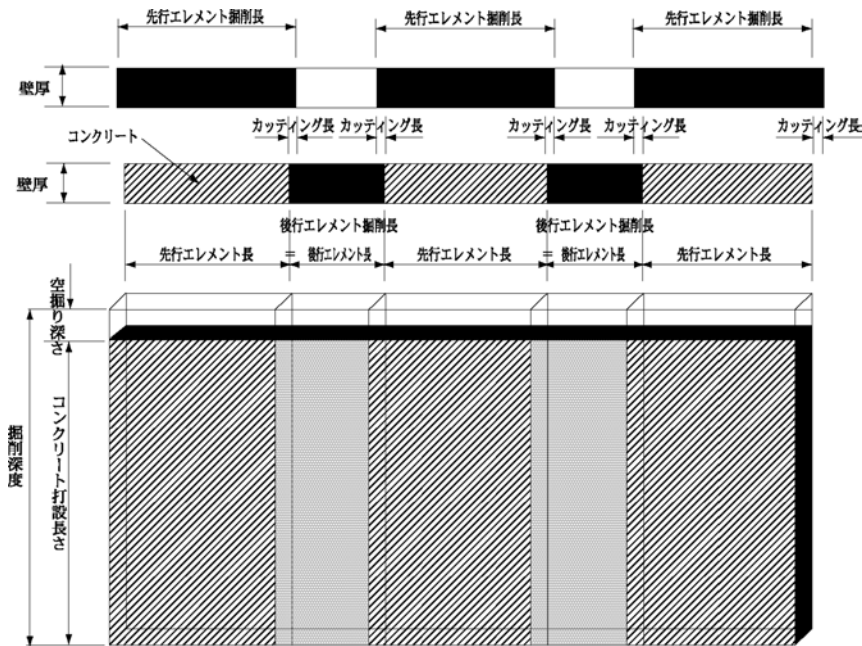 先行エレメント掘削長
先行エレメント掘削長
先行エレメント掘削長
壁厚
カッティング長
カッティング長
カッティング長
カッティング長
カッティング長
コンクリート
壁厚
後行エレメント掘削長
後行エレメント掘削長
先行エレメント長
=
後行エレメント長
先行エレメント長
=
後行エレメント長
先行エレメント長
空掘り深さ
コンクリート打設長さ
掘削深度